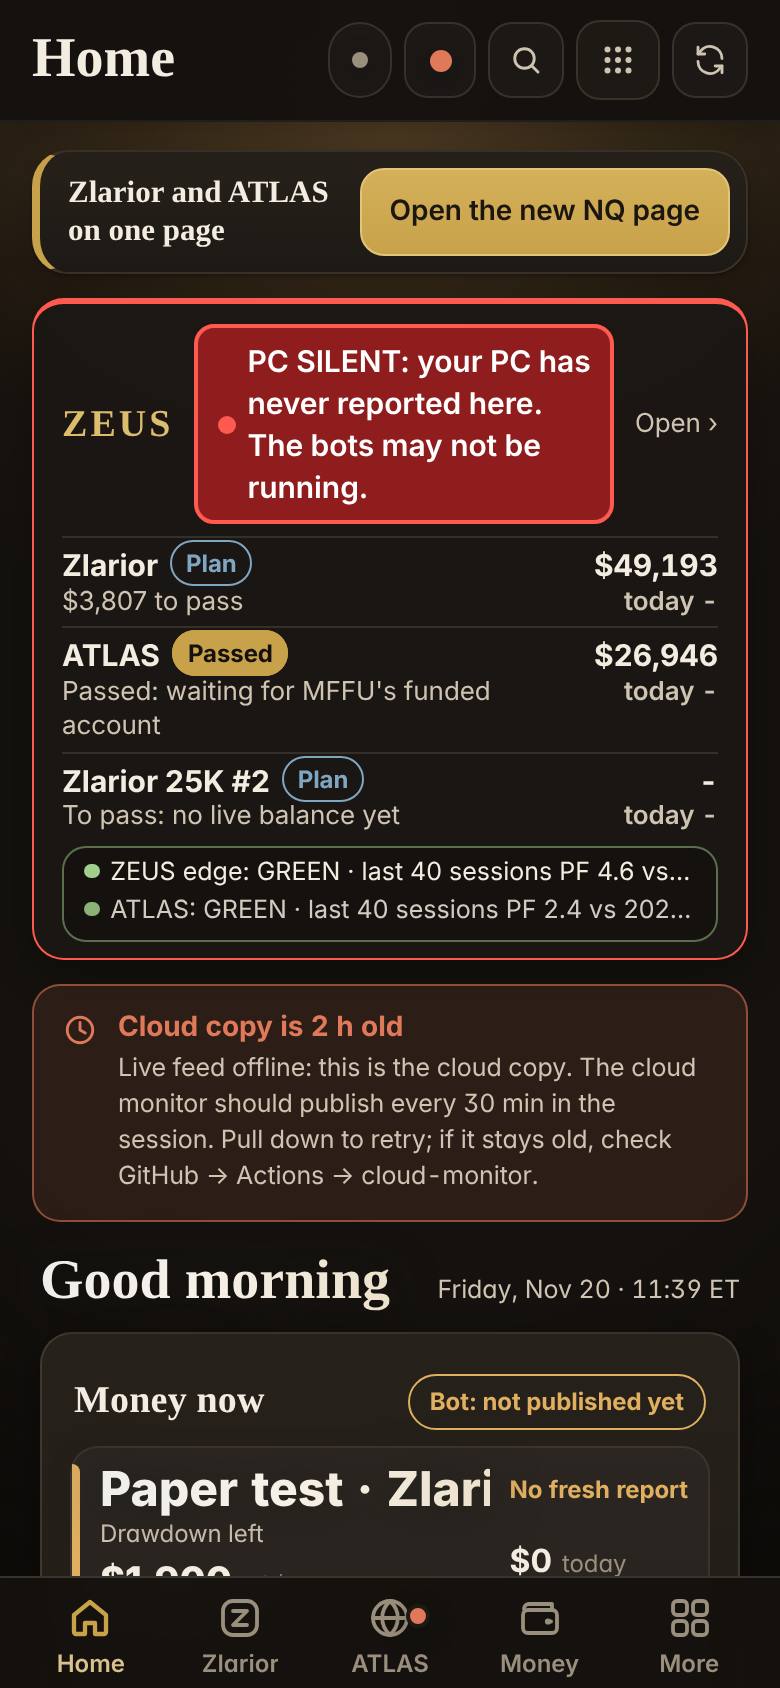 Home
Zlarior and ATLAS
on one page
Open the new NQ page
ZEUS
PC SILENT: your PC has
never reported here.
The bots may not be
running.
Open ›
Zlarior
Plan
$49,193
$3,807 to pass
today -
ATLAS
Passed
$26,946
Passed: waiting for MFFU's funded
account
today -
Zlarior 25K #2
Plan
-
To pass: no live balance yet
today -
ZEUS edge: GREEN · last 40 sessions PF 4.6 vs...
ATLAS: GREEN · last 40 sessions PF 2.4 vs 202...
Cloud copy is 2 h old
Live feed offline: this is the cloud copy. The cloud
monitor should publish every 30 min in the
session. Pull down to retry; if it stays old, check
GitHub → Actions → cloud-monitor.
Good morning
Friday, Nov 20 · 11:39 ET
Money now
Bot: not published yet
Paper test · Zlari
No fresh report
Drawdown left
$0 today
Home
Zlarior
ATLAS
Money
More